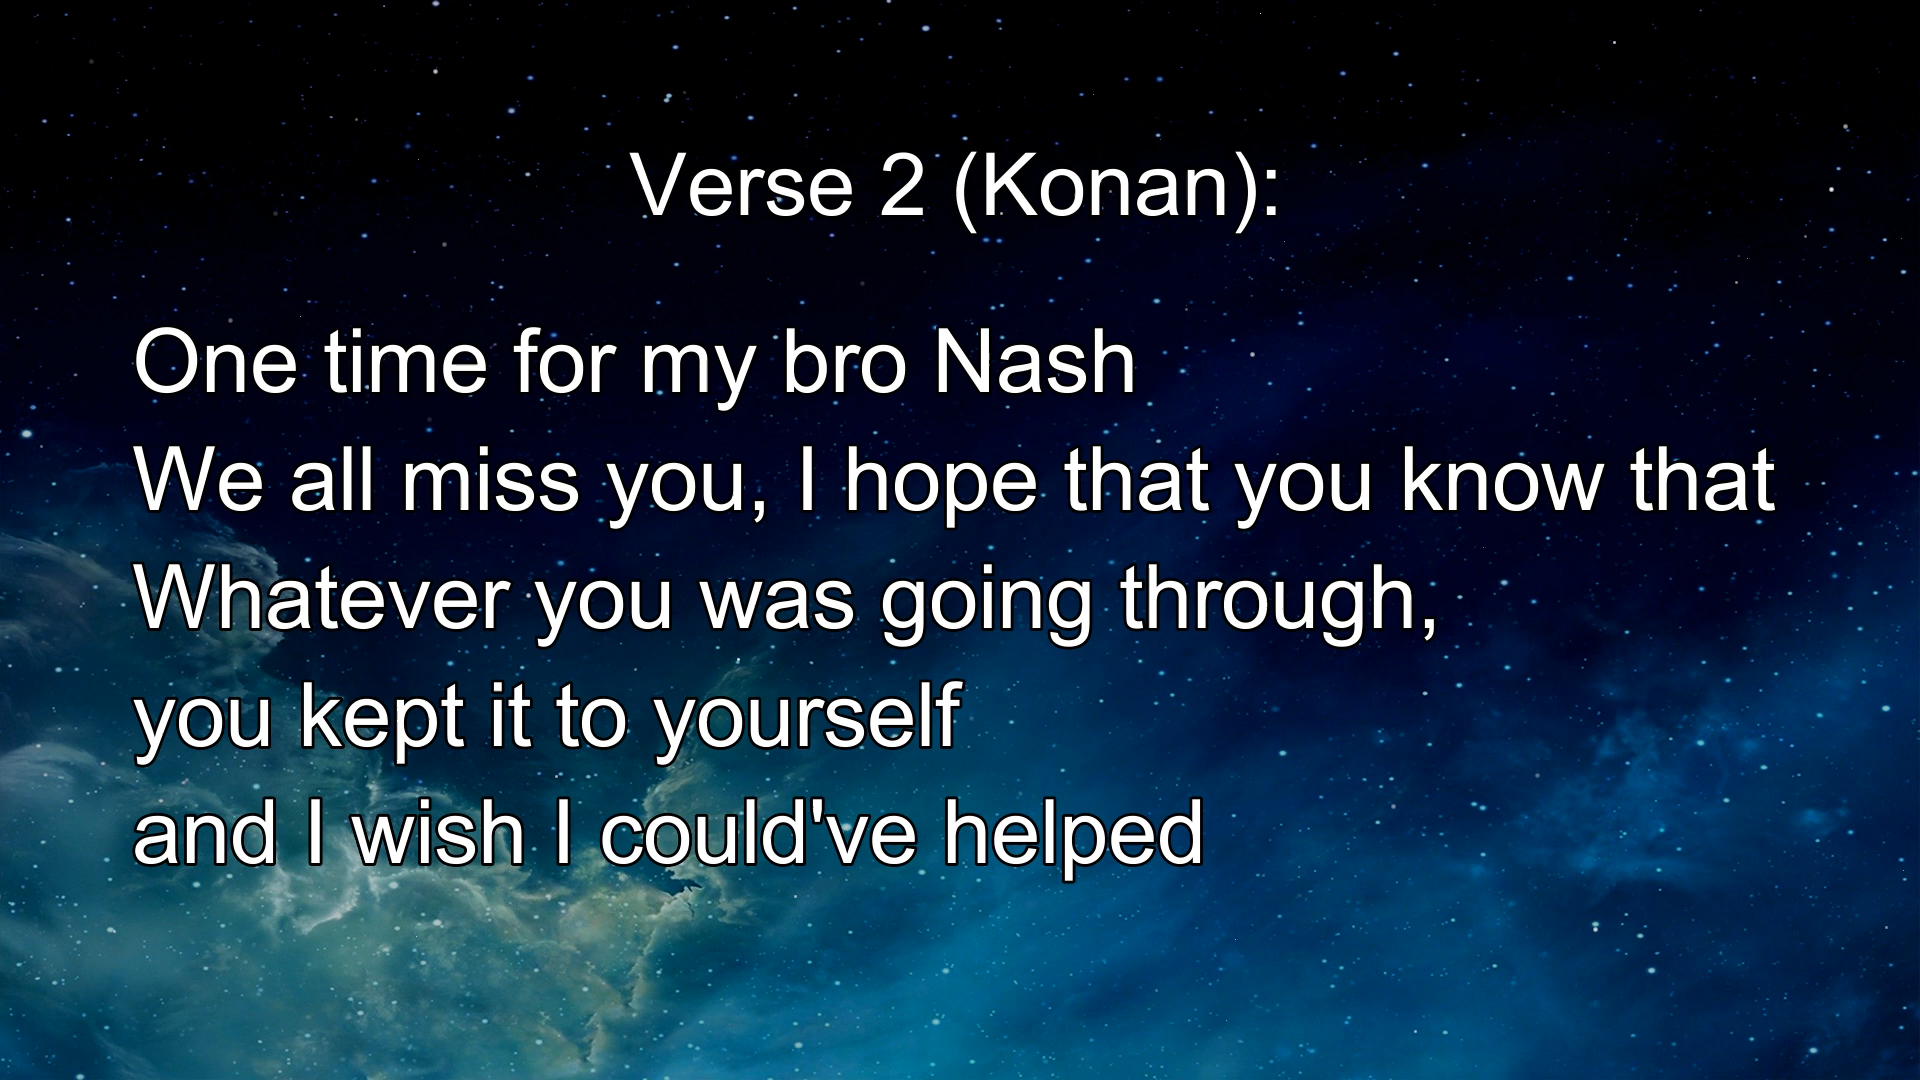 Verse 2 (Konan):
One time for my bro Nash
We all miss you, I hope that you know that
Whatever you was going through,
you kept it to yourself
and I wish I could've helped